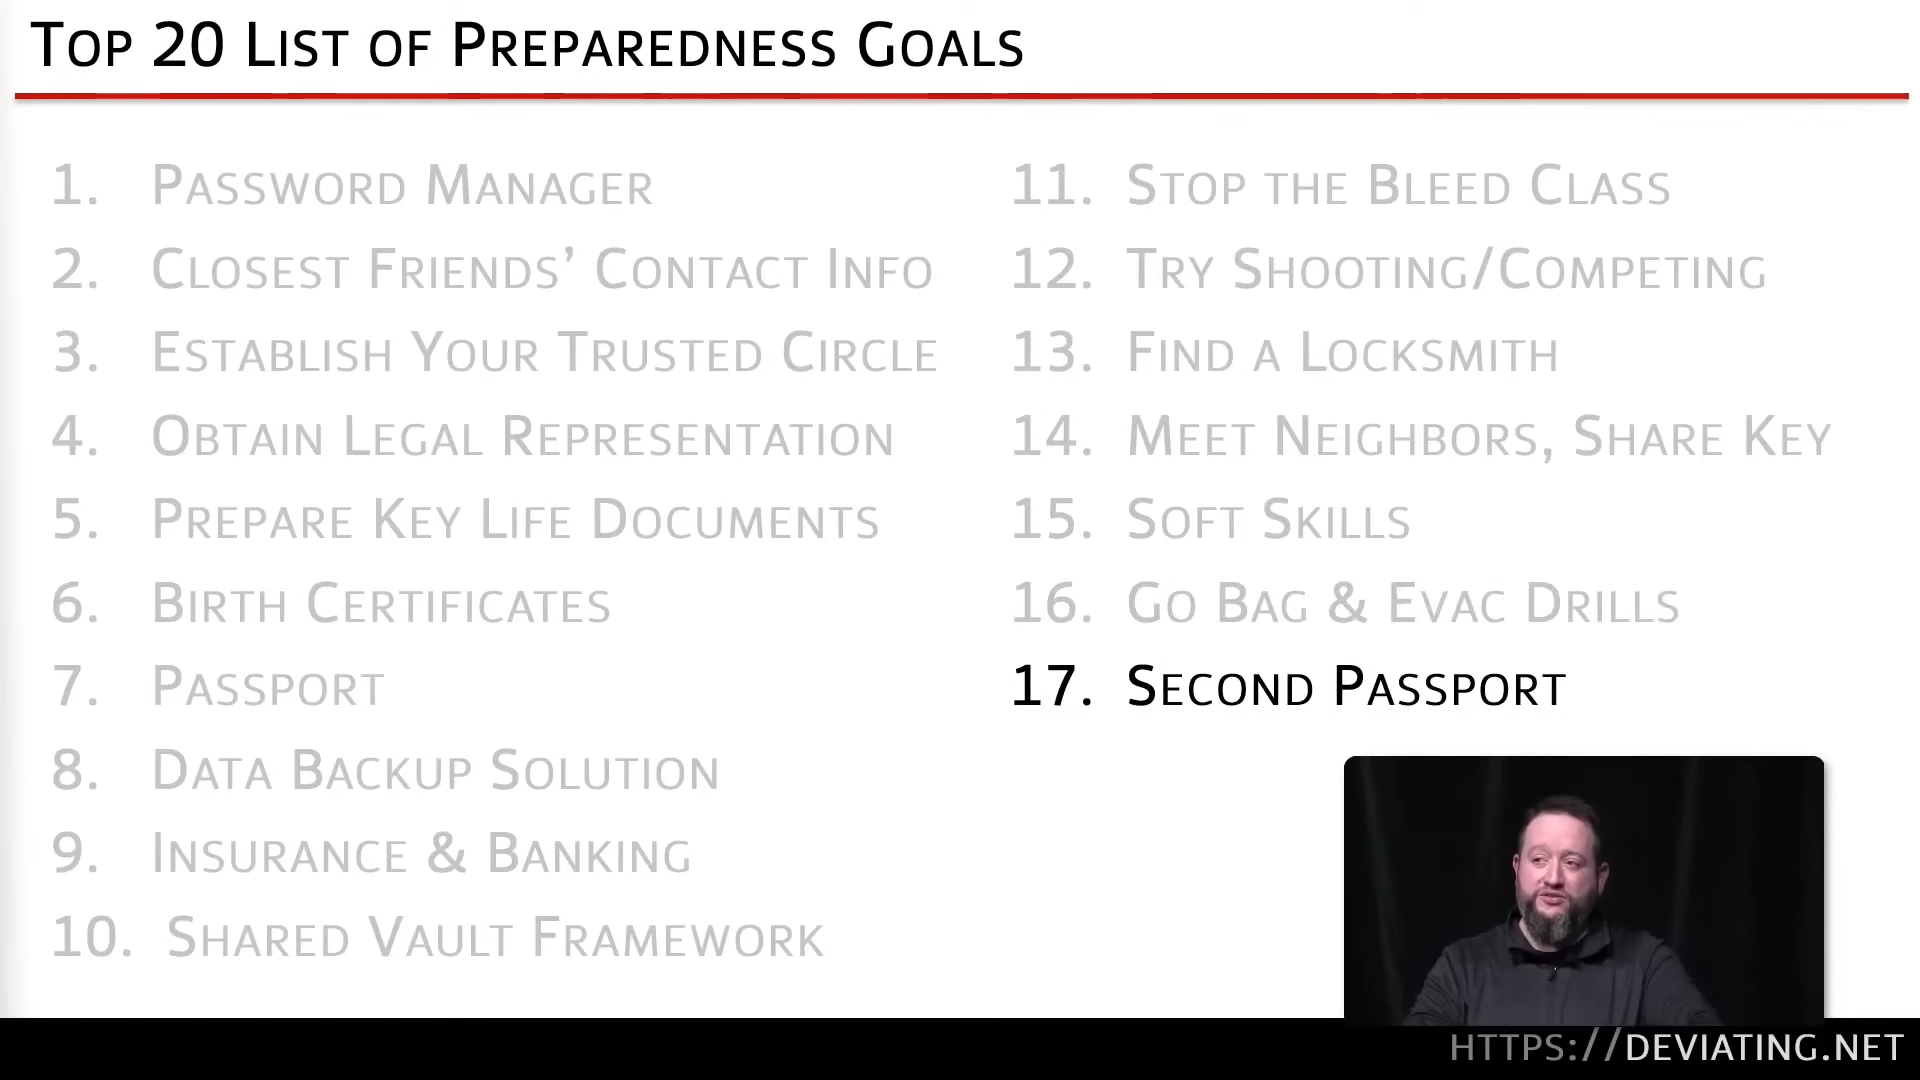 Top 20 List of Preparedness Goals
1. Password Manager
2. Closest Friends’ Contact Info
3. Establish Your Trusted Circle
4. Obtain Legal Representation
5. Prepare Key Life Documents
6. Birth Certificates
7. Passport
8. Data Backup Solution
9. Insurance & Banking
10. Shared Vault Framework
11. Stop the Bleed Class
12. Try Shooting/Competing
13. Find a Locksmith
14. Meet Neighbors, Share Key
15. Soft Skills
16. Go Bag & Evac Drills
17. Second Passport
HTTPS://DEVIATING.NET